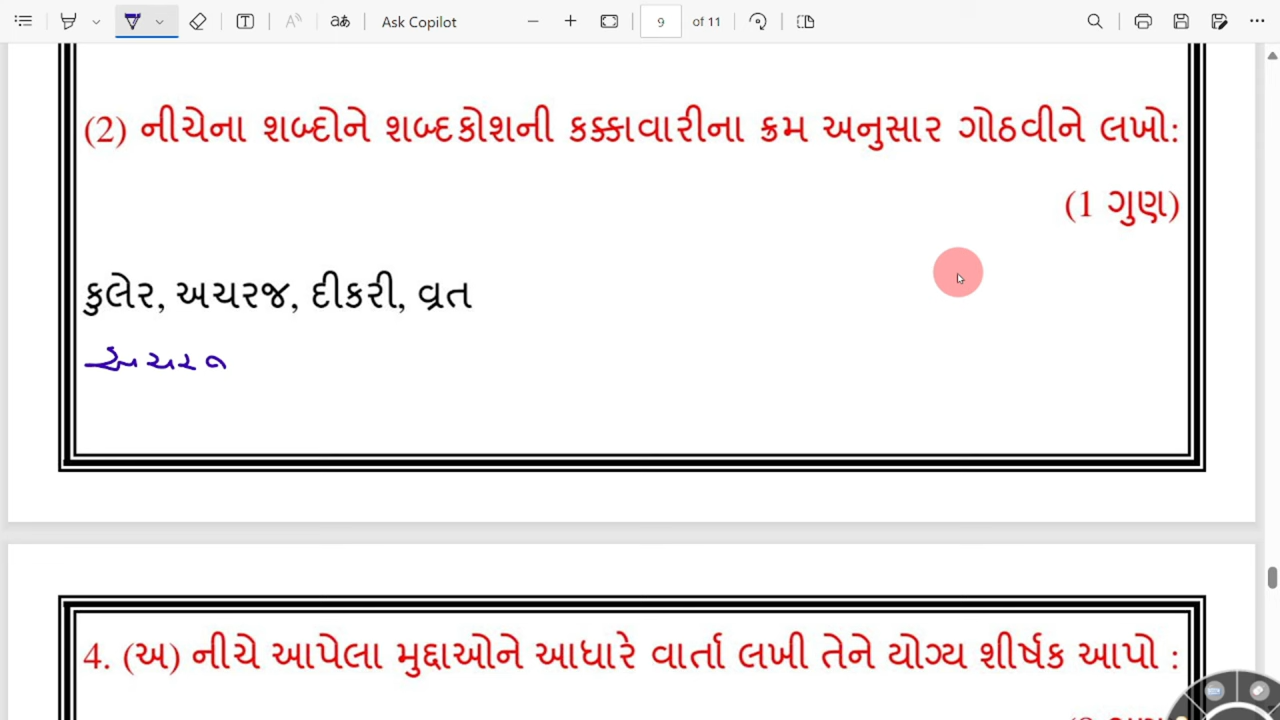 Ask Copilot
9 of 11
(2) નીચેના શબ્દોને શબ્દકોશની કક્કાવારીના ક્રમ અનુસાર ગોઠવીને લખો:
(1 ગુણ)
કુલેર, અચરજ, દીકરી, વ્રત
4. (અ) નીચે આપેલા મુદ્દાઓને આધારે વાર્તા લખી તેને યોગ્ય શીર્ષક આપો :